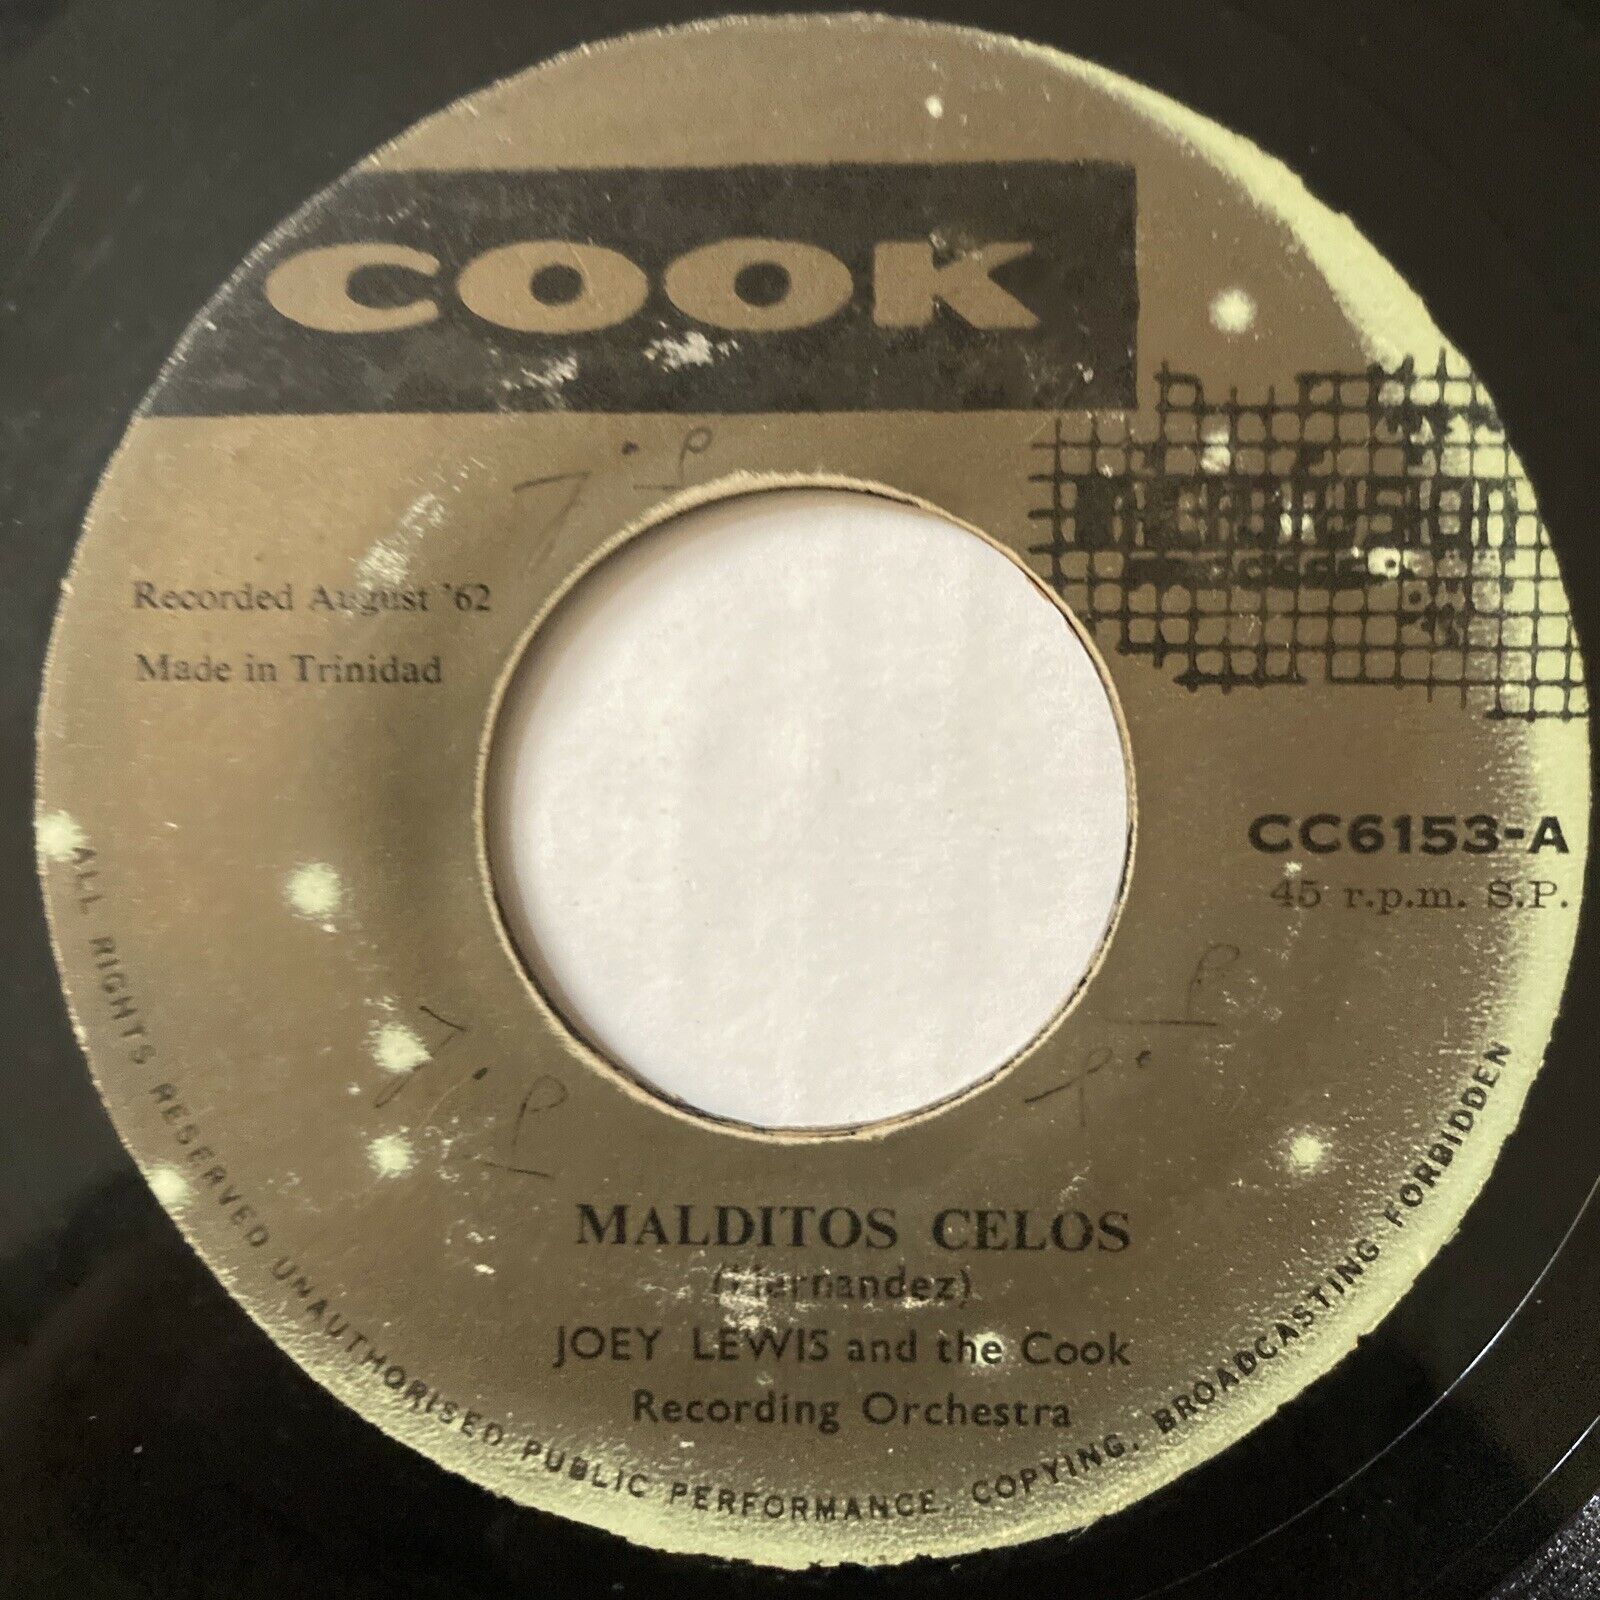 COOK
Recorded August '62
Made in Trinidad
CC6153-A
45 r.p.m. S.P.
MALDITOS CELOS
(Hernandez)
JOEY LEWIS and the Cook
Recording Orchestra
ALL RIGHTS RESERVED UNAUTHORISED PUBLIC PERFORMANCE, COPYING, BROADCASTING FORBIDDEN